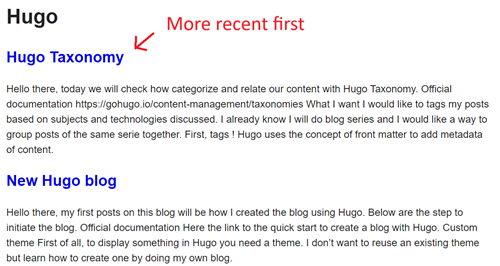 Hugo
More recent first
Hugo Taxonomy
Hello there, today we will check how categorize and relate our content with Hugo Taxonomy. Official
documentation https://gohugo.io/content-management/taxonomies What I want I would like to tags my posts
based on subjects and technologies discussed. I already know I will do blog series and I would like a way to
group posts of the same serie together. First, tags ! Hugo uses the concept of front matter to add metadata
of content.
New Hugo blog
Hello there, my first posts on this blog will be how I created the blog using Hugo. Below are the step to
initiate the blog. Official documentation Here the link to the quick start to create a blog with Hugo. Custom
theme First of all, to display something in Hugo you need a theme. I don’t want to reuse an existing theme
but learn how to create one by doing my own blog.